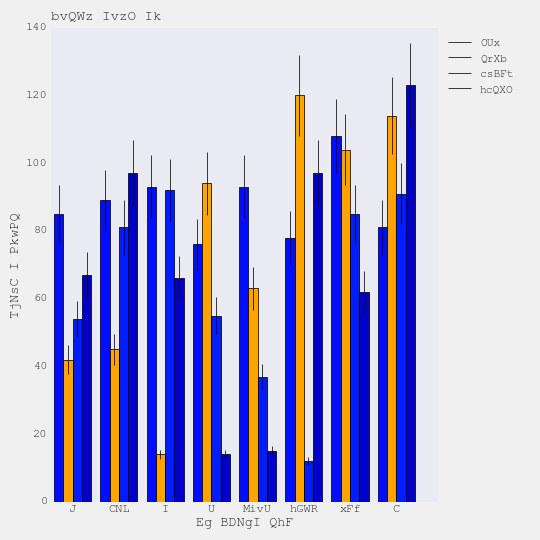 bvQWz IvzO Ik
140
120
100
80
60
40
20
0
TjNsC I PkwPQ
J CNL I U MivU hGWR xFf C
Eg BDNgI QhF
OUx
QrXb
csBFt
hcQXO